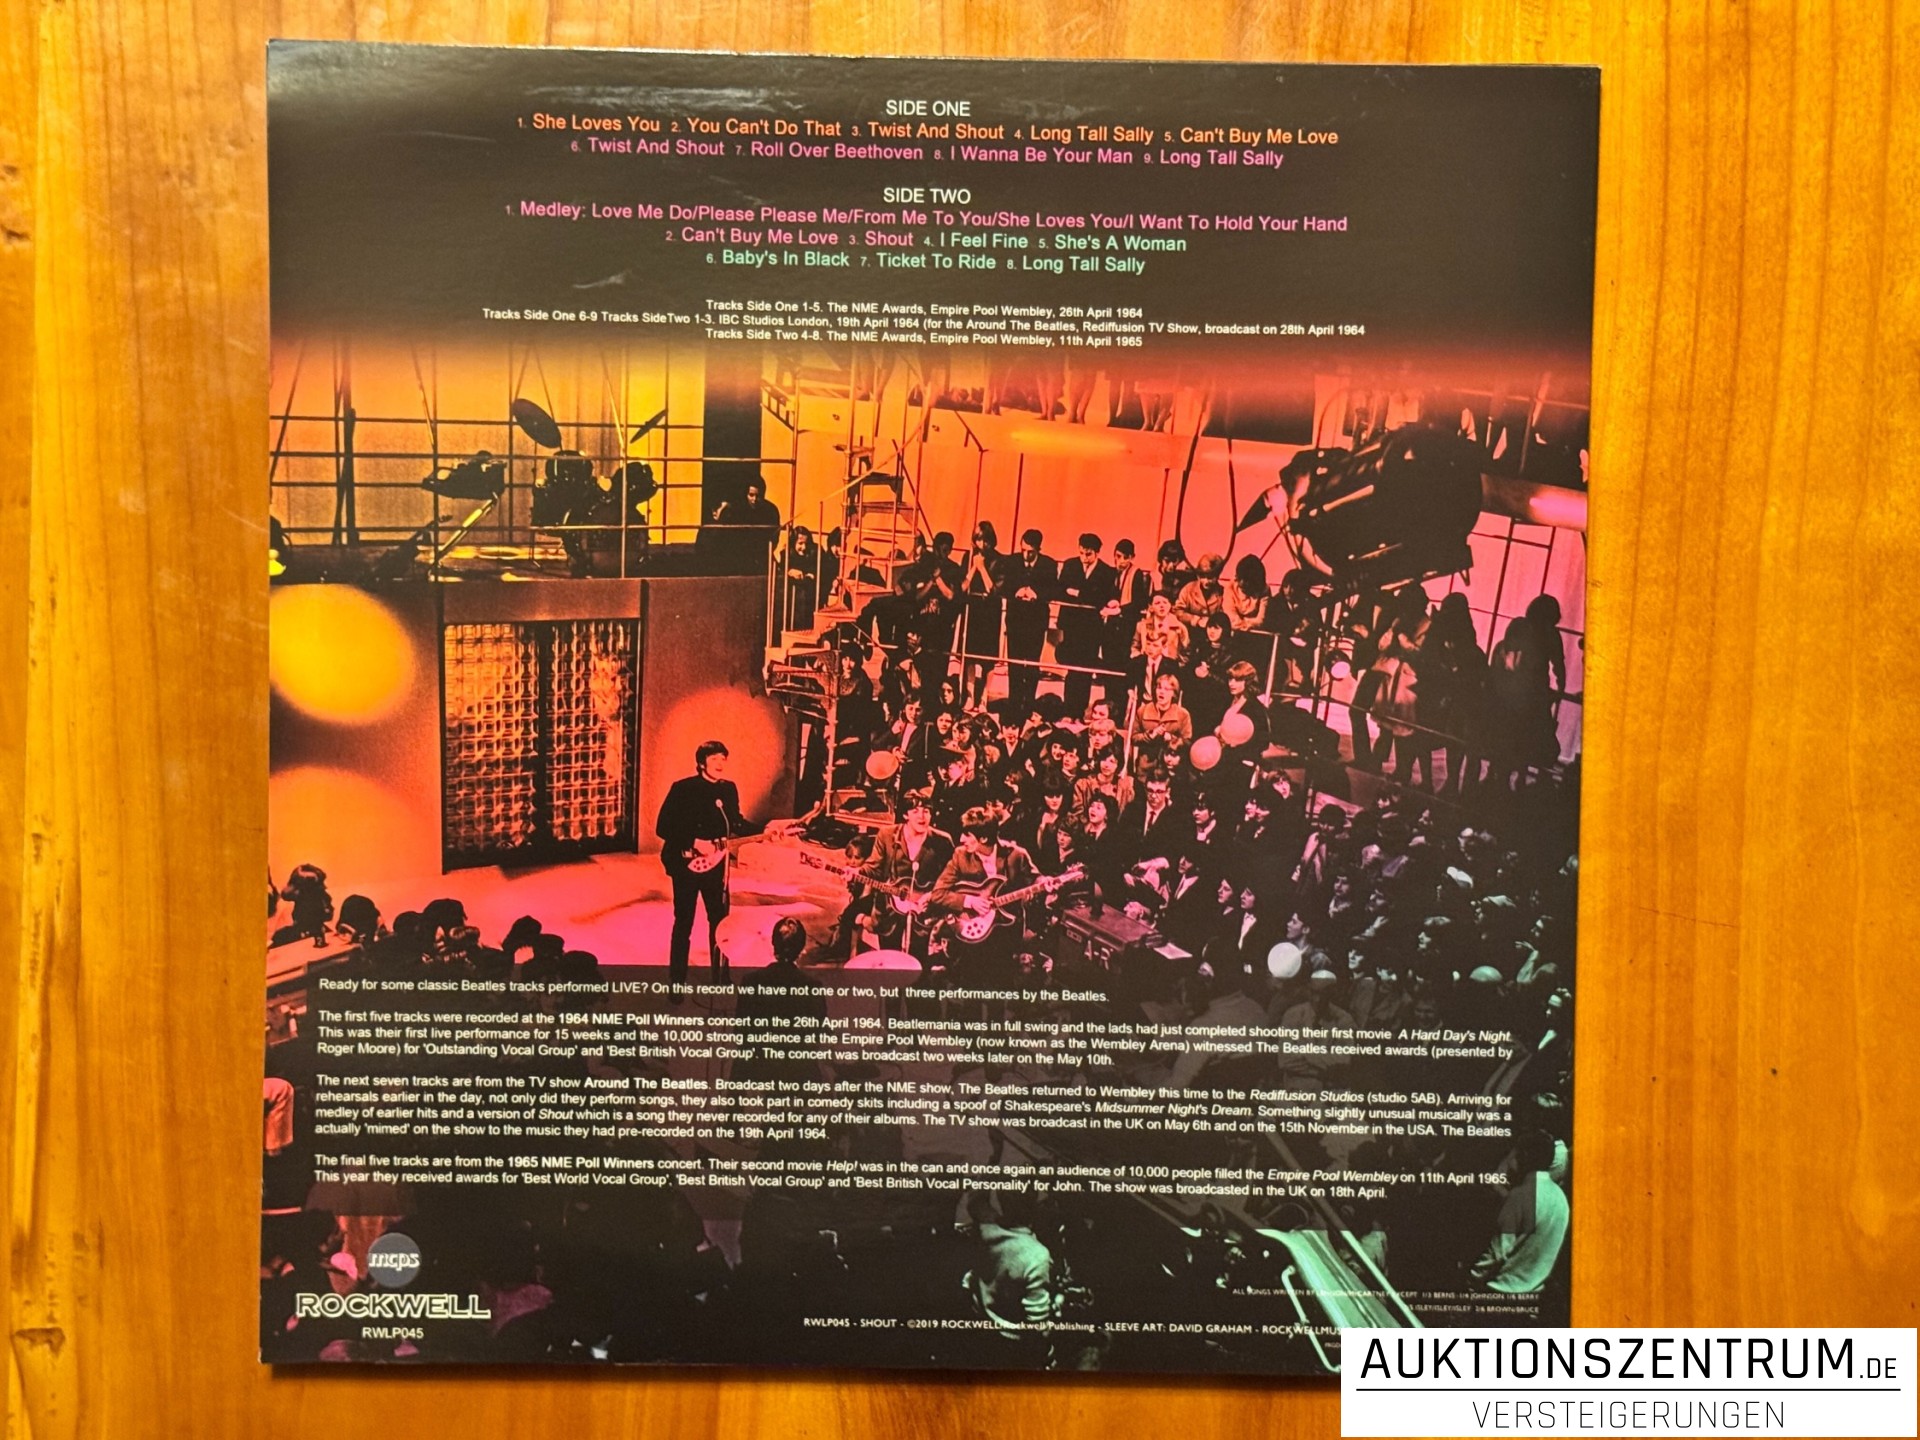 SIDE ONE
1. She Loves You 2. You Can't Do That 3. Twist And Shout 4. Long Tall Sally 5. Can't Buy Me Love
6. Twist And Shout 7. Roll Over Beethoven 8. I Wanna Be Your Man 9. Long Tall Sally
SIDE TWO
1. Medley: Love Me Do/Please Please Me/From Me To You/She Loves You/I Want To Hold Your Hand
2. Can't Buy Me Love 3. Shout 4. I Feel Fine 5. She's A Woman
6. Baby's In Black 7. Ticket To Ride 8. Long Tall Sally
Tracks Side One 1-5. The NME Awards, Empire Pool Wembley, 26th April 1964
Tracks Side One 6-9 Tracks SideTwo 1-3. IBC Studios London, 19th April 1964 (for the Around The Beatles, Rediffusion TV Show, broadcast on 28th April 1964
Tracks Side Two 4-8. The NME Awards, Empire Pool Wembley, 11th April 1965
Ready for some classic Beatles tracks performed LIVE? On this record we have not one or two, but three performances by the Beatles.
The first five tracks were recorded at the 1964 NME Poll Winners concert on the 26th April 1964. Beatlemania was in full swing and the lads had just completed shooting their first movie A Hard Day's Night.
This was their first live performance for 15 weeks and the 10,000 strong audience at the Empire Pool Wembley (now known as the Wembley Arena) witnessed The Beatles received awards (presented by
Roger Moore) for 'Outstanding Vocal Group' and 'Best British Vocal Group'. The concert was broadcast two weeks later on the May 10th.
The next seven tracks are from the TV show Around The Beatles. Broadcast two days after the NME show, The Beatles returned to Wembley this time to the Rediffusion Studios (studio 5AB). Arriving for
rehearsals earlier in the day, not only did they perform songs, they also took part in comedy skits including a spoof of Shakespeare's Midsummer Night's Dream. Something slightly unusual musically was a
medley of earlier hits and a version of Shout which is a song they never recorded for any of their albums. The TV show was broadcast in the UK on May 6th and on the 15th November in the USA. The Beatles
actually 'mimed' on the show to the music they had pre-recorded on the 19th April 1964.
The final five tracks are from the 1965 NME Poll Winners concert. Their second movie Help! was in the can and once again an audience of 10,000 people filled the Empire Pool Wembley on 11th April 1965.
This year they received awards for 'Best World Vocal Group', 'Best British Vocal Group' and 'Best British Vocal Personality' for John. The show was broadcasted in the UK on 18th April.
mcps
ROCKWELL
RWLP045
ALL SONGS WRITTEN BY 1/3 BERNS 1/4 JOHNSON 1/6 BERRY
ISLEY/ISLEY/ISLEY 2/6 BROWN/BRUCE
RWLP045 - SHOUT - ©2019 ROCKWELL/Rockwell Publishing - SLEEVE ART: DAVID GRAHAM -
AUKTIONSZENTRUM.DE
VERSTEIGERUNGEN